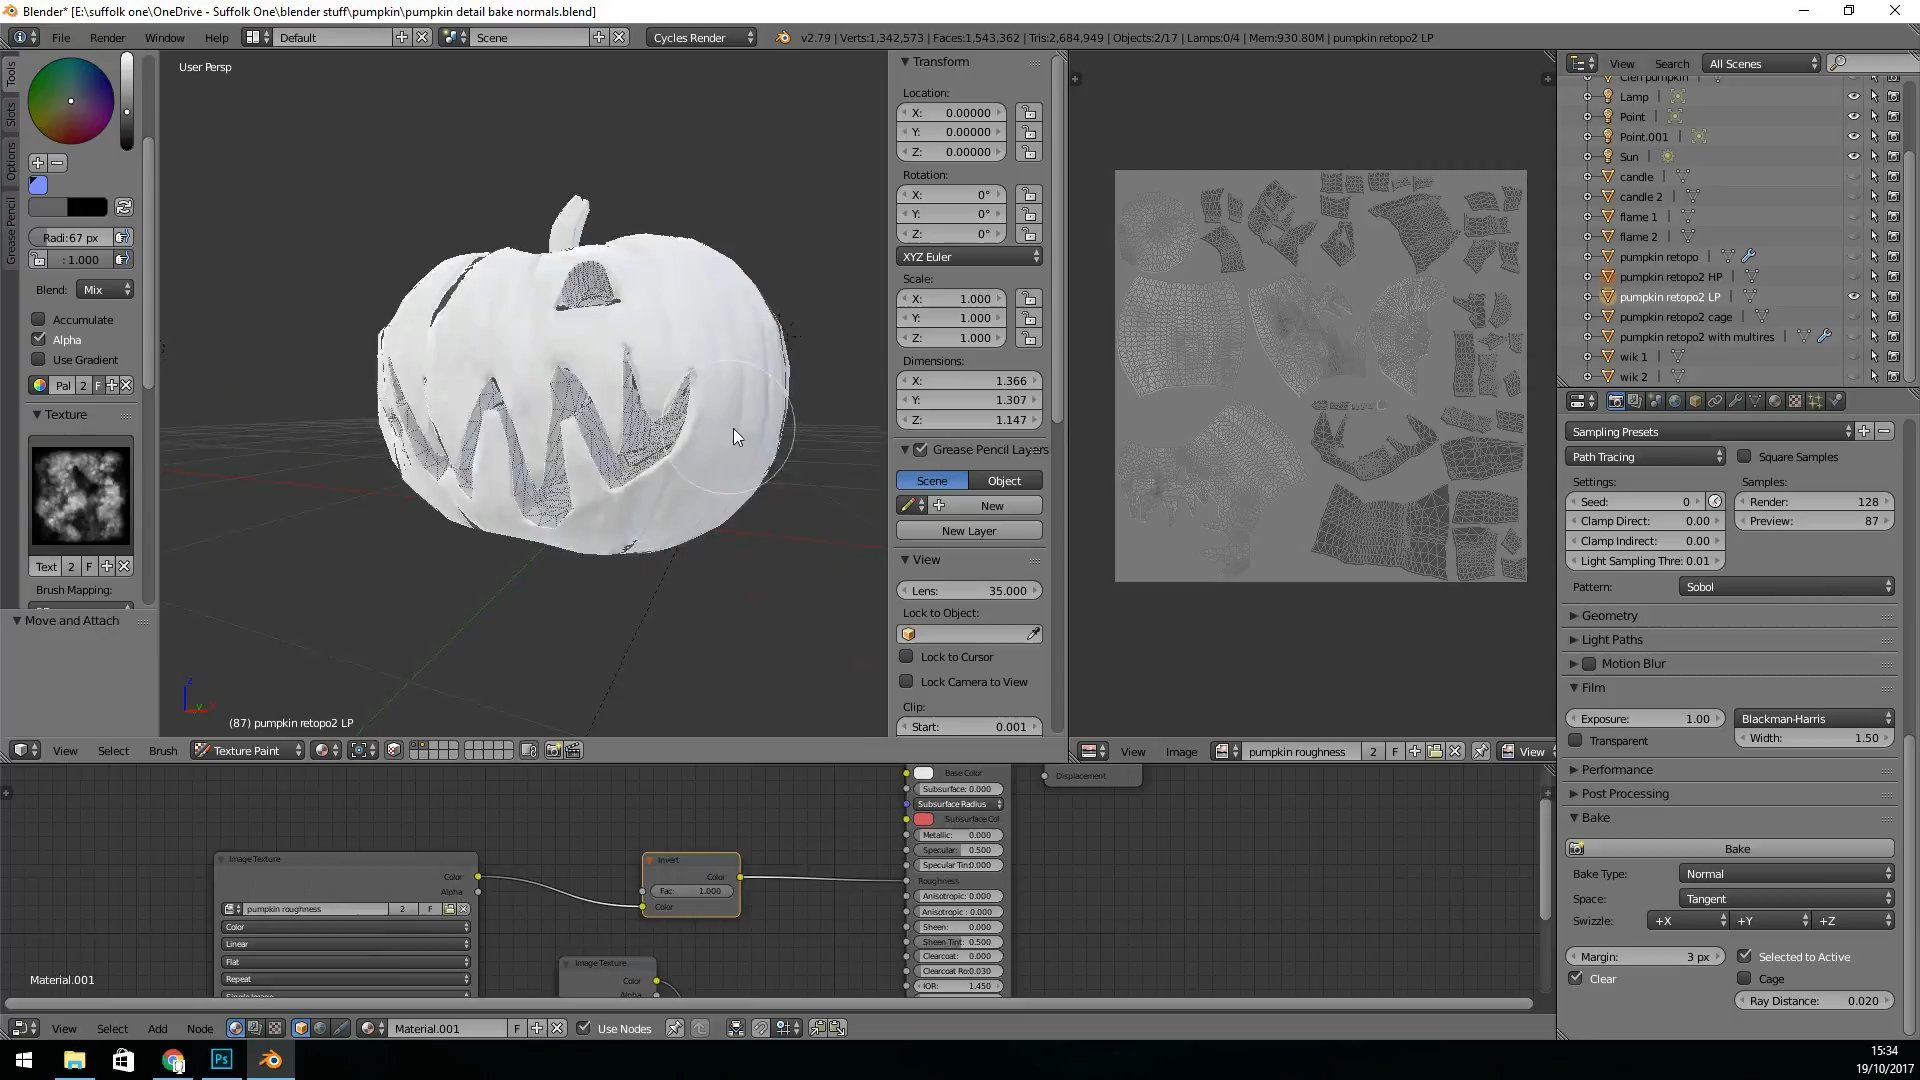 Blender* [E:\suffolk one\OneDrive - Suffolk One\blender stuff\pumpkin\pumpkin detail bake normals.blend]
File Render Window Help Default Scene Cycles Render v2.79 | Verts:1,342,573 | Faces:1,543,362 | Tris:2,684,949 | Objects:2/17 | Lamps:0/4 | Mem:930.80M | pumpkin retopo2 LP
Tools
Slots
Options
Grease Pencil
Radi:67 px
: 1.000
Blend: Mix
Accumulate
Alpha
Use Gradient
Pal 2 F
Texture
Text 2 F
Brush Mapping:
Move and Attach
User Persp
(87) pumpkin retopo2 LP
View Select Brush Texture Paint
Transform
Location:
X: 0.00000
Y: 0.00000
Z: 0.00000
Rotation:
X: 0°
Y: 0°
Z: 0°
XYZ Euler
Scale:
X: 1.000
Y: 1.000
Z: 1.000
Dimensions:
X: 1.366
Y: 1.307
Z: 1.147
Grease Pencil Layers
Scene Object
New
New Layer
View
Lens: 35.000
Lock to Object:
Lock to Cursor
Lock Camera to View
Clip:
Start: 0.001
View Image pumpkin roughness 2 F View
View Search All Scenes
Clen pumpkin
Lamp
Point
Point.001
Sun
candle
candle 2
flame 1
flame 2
pumpkin retopo
pumpkin retopo2 HP
pumpkin retopo2 LP
pumpkin retopo2 cage
pumpkin retopo2 with multires
wik 1
wik 2
Sampling Presets
Path Tracing Square Samples
Settings: Samples:
Seed: 0 Render: 128
Clamp Direct: 0.00 Preview: 87
Clamp Indirect: 0.00
Light Sampling Thre: 0.01
Pattern: Sobol
Geometry
Light Paths
Motion Blur
Film
Exposure: 1.00 Blackman-Harris
Transparent Width: 1.50
Performance
Post Processing
Bake
Bake
Bake Type: Normal
Space: Tangent
Swizzle: +X +Y +Z
Margin: 3 px Selected to Active
Clear Cage
Ray Distance: 0.020
Image Texture
Color
Alpha
pumpkin roughness 2 F
Color
Linear
Flat
Repeat
Single Image
Invert
Color
Fac: 1.000
Color
Image Texture
Color
Alpha
Base Color
Subsurface: 0.000
Subsurface Radius
Subsurface Col
Metallic: 0.000
Specular: 0.500
Specular Tin:0.000
Roughness
Anisotropic: 0.000
Anisotropic : 0.000
Sheen: 0.000
Sheen Tint: 0.500
Clearcoat: 0.000
Clearcoat Ro:0.030
IOR: 1.450
Displacement
Material.001
View Select Add Node Material.001 F Use Nodes
Ps
15:34
19/10/2017